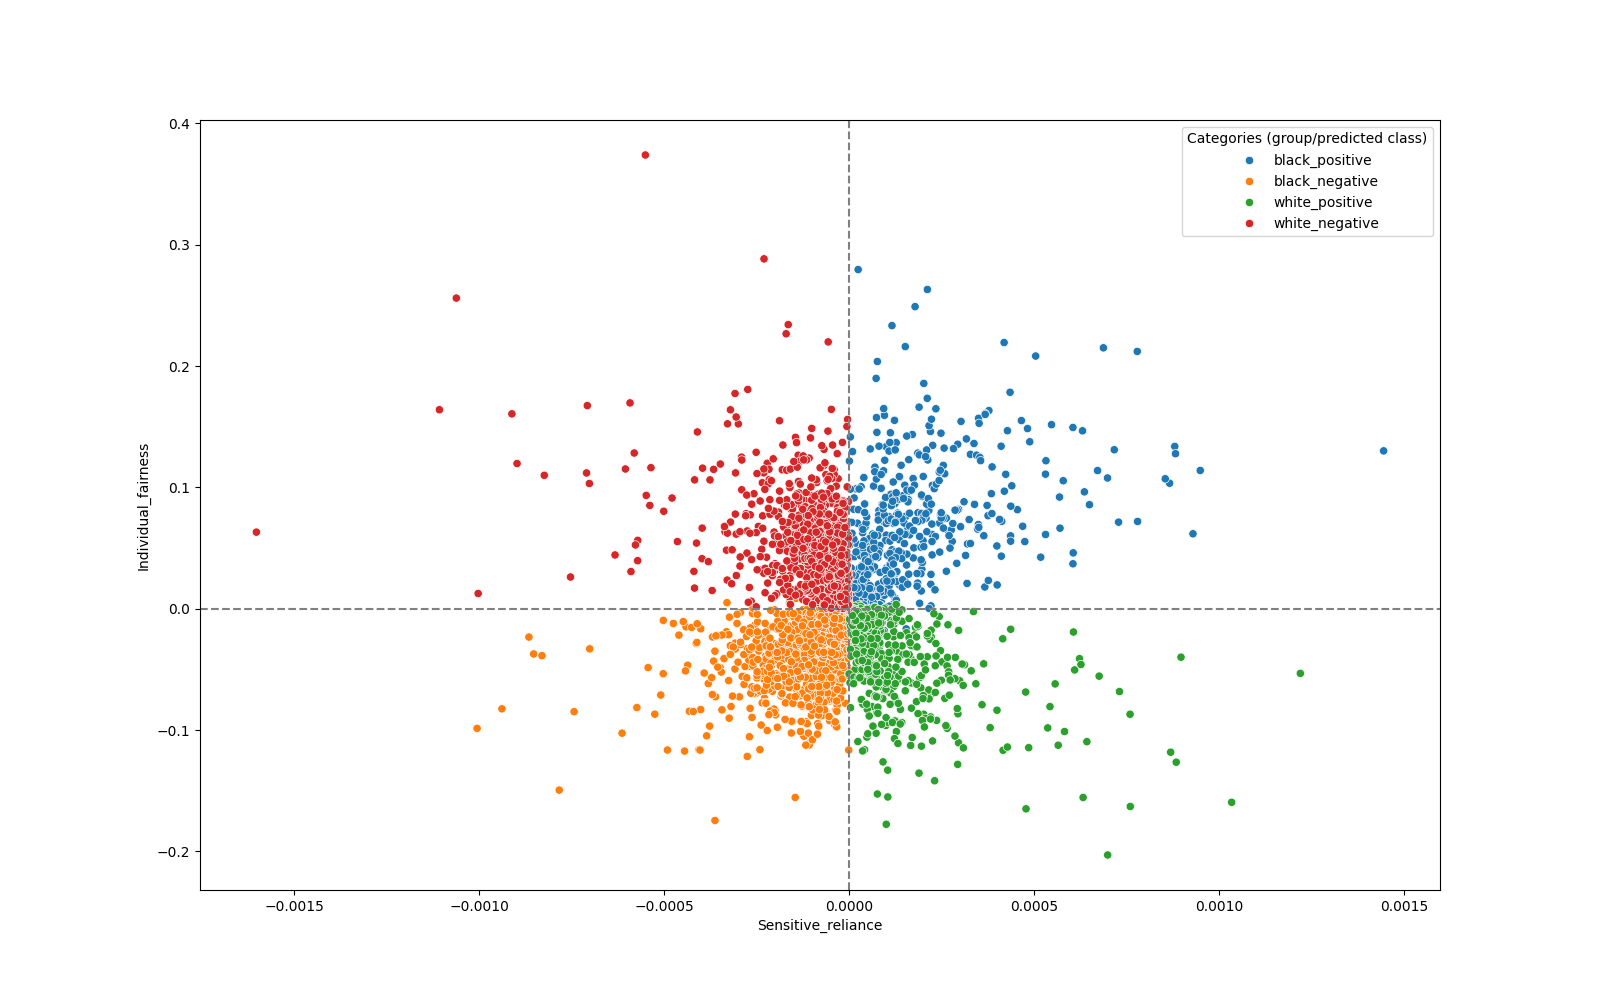 Categories (group/predicted class)
black_positive
black_negative
white_positive
white_negative
0.4
0.3
0.2
0.1
0.0
−0.1
−0.2
Individual_fairness
−0.0015 −0.0010 −0.0005 0.0000 0.0005 0.0010 0.0015
Sensitive_reliance